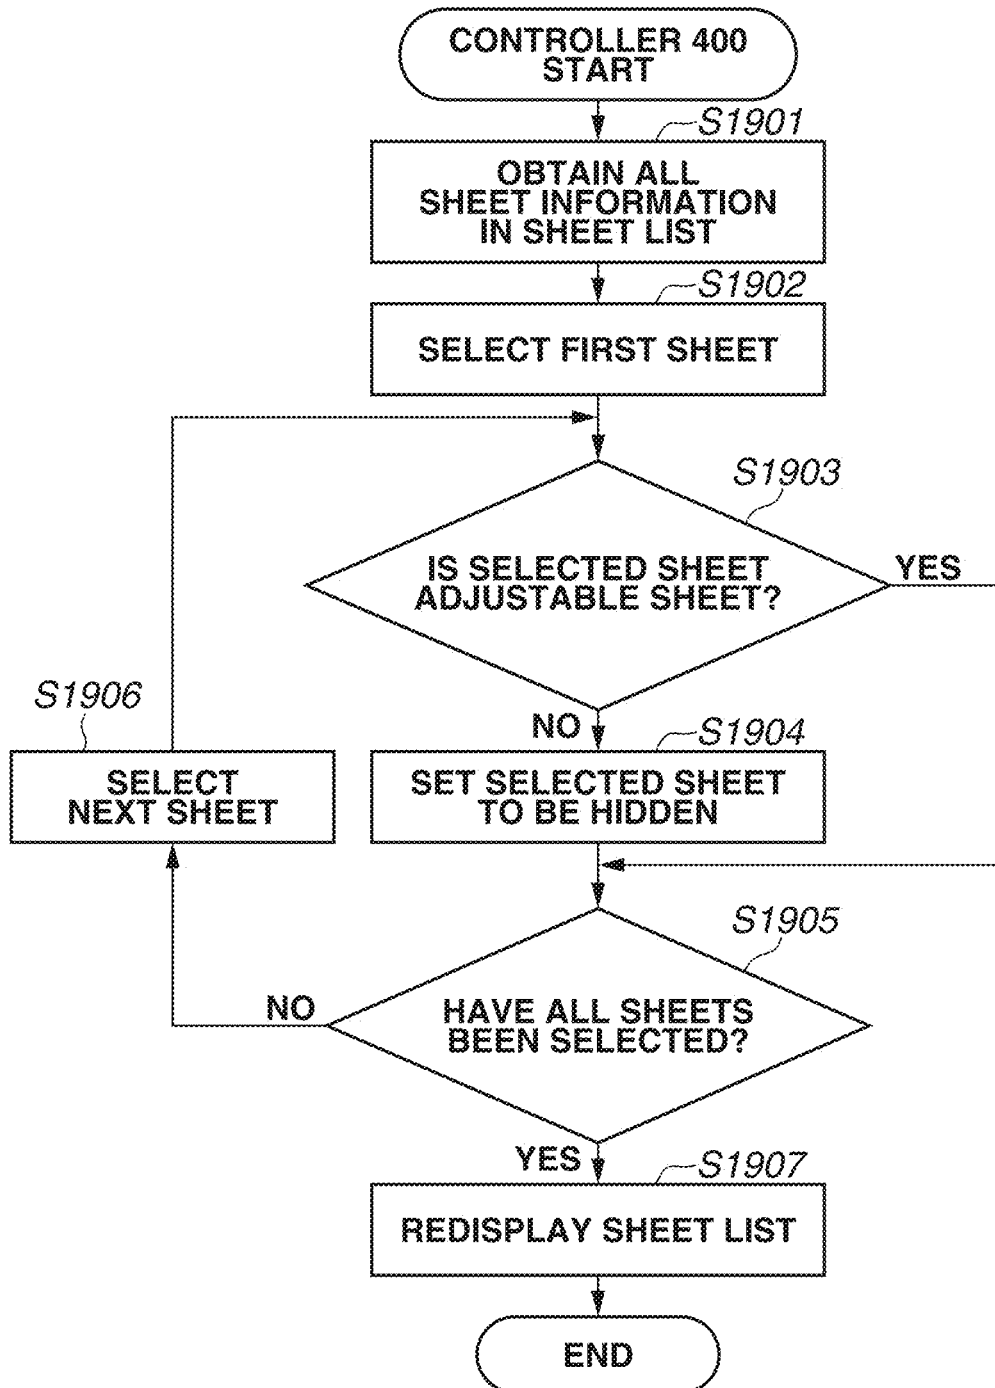 CONTROLLER 400
START
S1901
OBTAIN ALL
SHEET INFORMATION
IN SHEET LIST
S1902
SELECT FIRST SHEET
S1903
IS SELECTED SHEET
ADJUSTABLE SHEET?
YES
NO
S1904
SET SELECTED SHEET
TO BE HIDDEN
S1906
SELECT
NEXT SHEET
S1905
HAVE ALL SHEETS
BEEN SELECTED?
NO
YES
S1907
REDISPLAY SHEET LIST
END